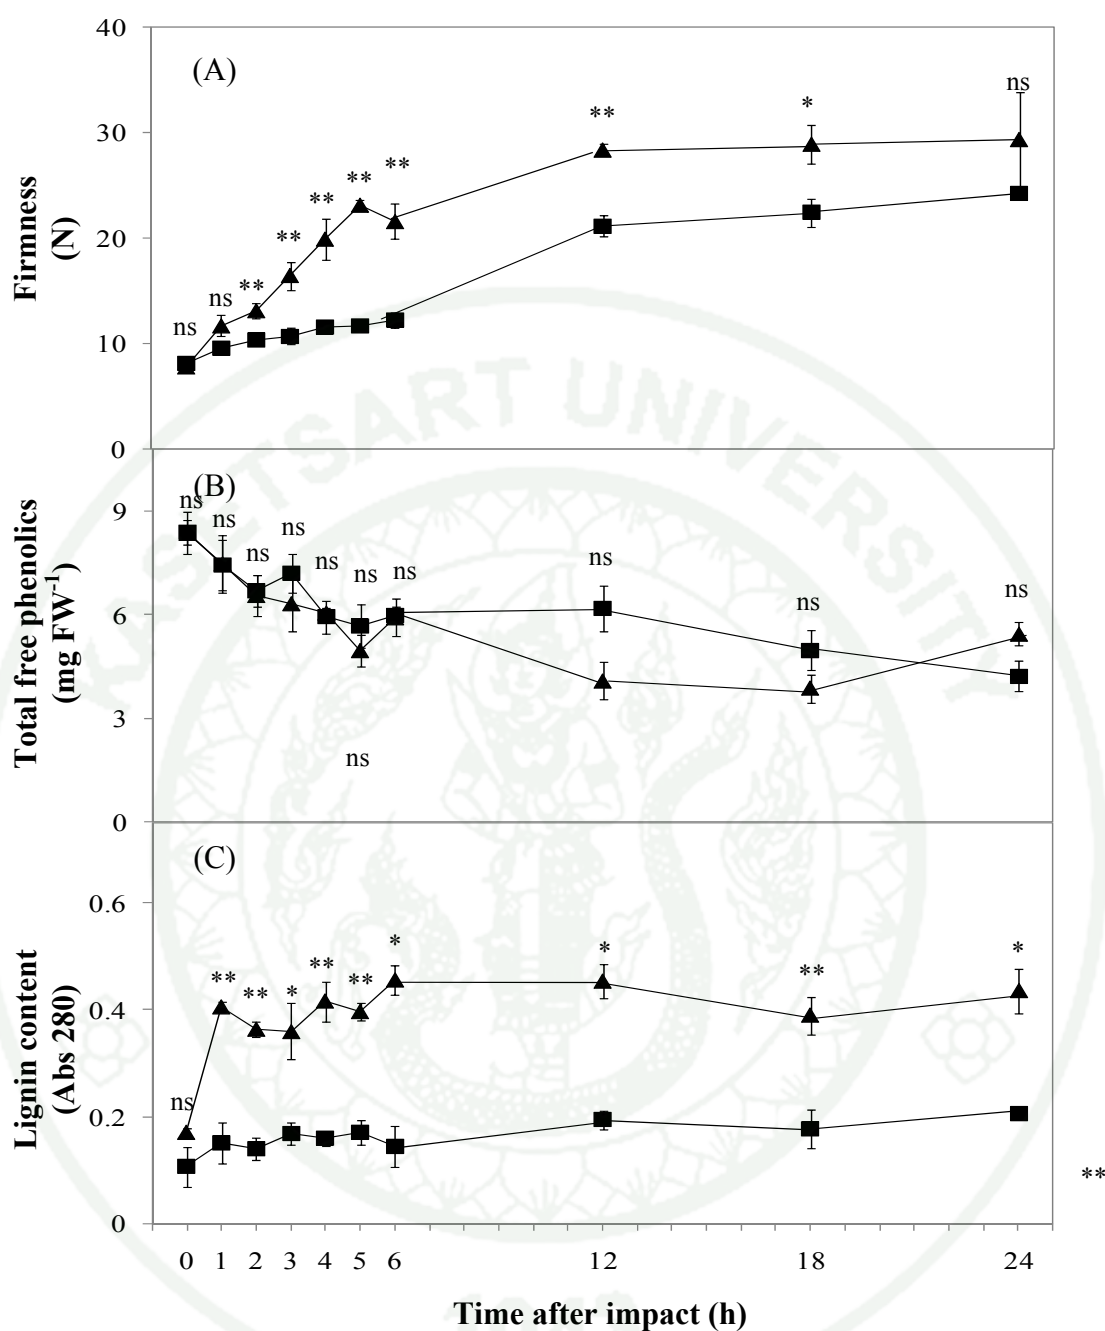 40
(A)
ns
**
*
30
**
**
**
**
20
**
ns
ns
10
0
Firmness
(N)
KASETSART UNIVERSITY
(B)
ns
9
ns
ns
ns
ns
ns
ns
ns
ns
ns
6
3
ns
0
Total free phenolics
(mg FW-1)
(C)
0.6
*
*
*
**
**
**
**
**
*
0.4
ns
0.2
**
0
Lignin content
(Abs 280)
0 1 2 3 4 5 6 12 18 24
Time after impact (h)